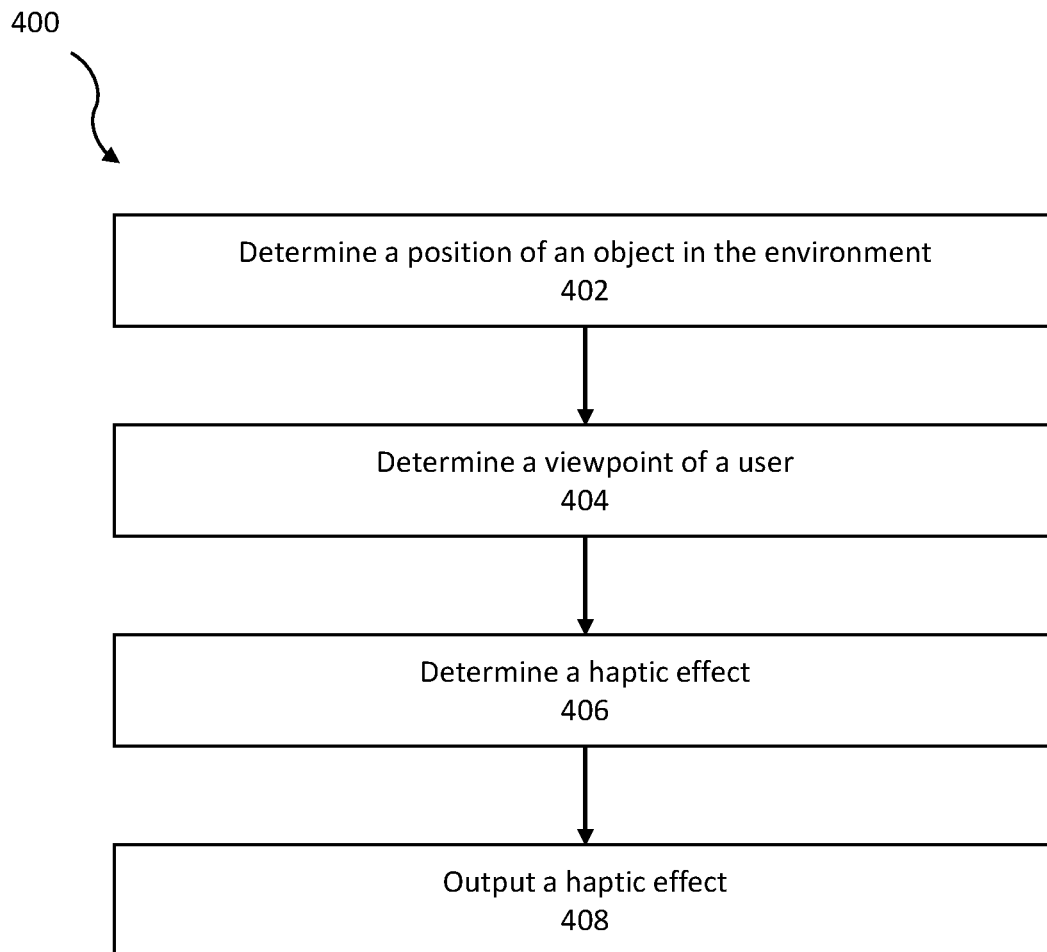 400
Determine a position of an object in the environment
402
Determine a viewpoint of a user
404
Determine a haptic effect
406
Output a haptic effect
408